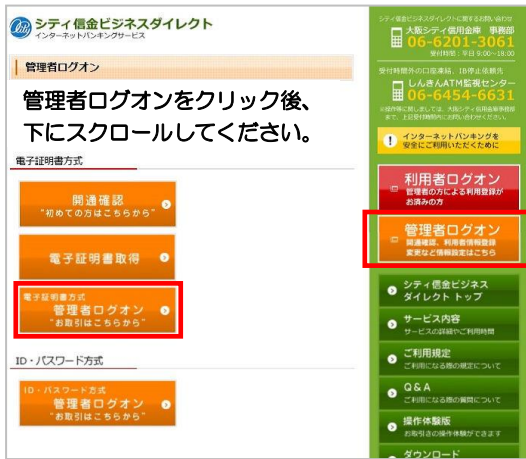 シティ信金ビジネスダイレクト
インターネットバンキングサービス
管理者ログオン
管理者ログオンをクリック後、
下にスクロールしてください。
電子証明書方式
開通確認
"初めての方はこちらから"
電子証明書取得
電子証明書方式
管理者ログオン
"お取引はこちらから"
ID・パスワード方式
ID・パスワード方式
管理者ログオン
"お取引はこちらから"
シティ信金ビジネスダイレクトに関するお問い合わせ
大阪シティ信用金庫 事務部
06-6201-3061
受付時間:平日 9:00~18:00
受付時間外の口座凍結、IB停止依頼先
しんきんATM監視センター
06-6454-6631
インターネットバンキングを
安全にご利用いただくために
利用者ログオン
管理者の方による利用登録が
お済みの方
管理者ログオン
開通確認、利用者情報登録
変更など情報設定はこちら
シティ信金ビジネス
ダイレクト トップ
サービス内容
サービスの詳細やご利用時間
ご利用規定
ご利用になる際の規定について
Q&A
ご利用になる際の質問について
操作体験版
お取引きの操作体験ができます
ダウンロード